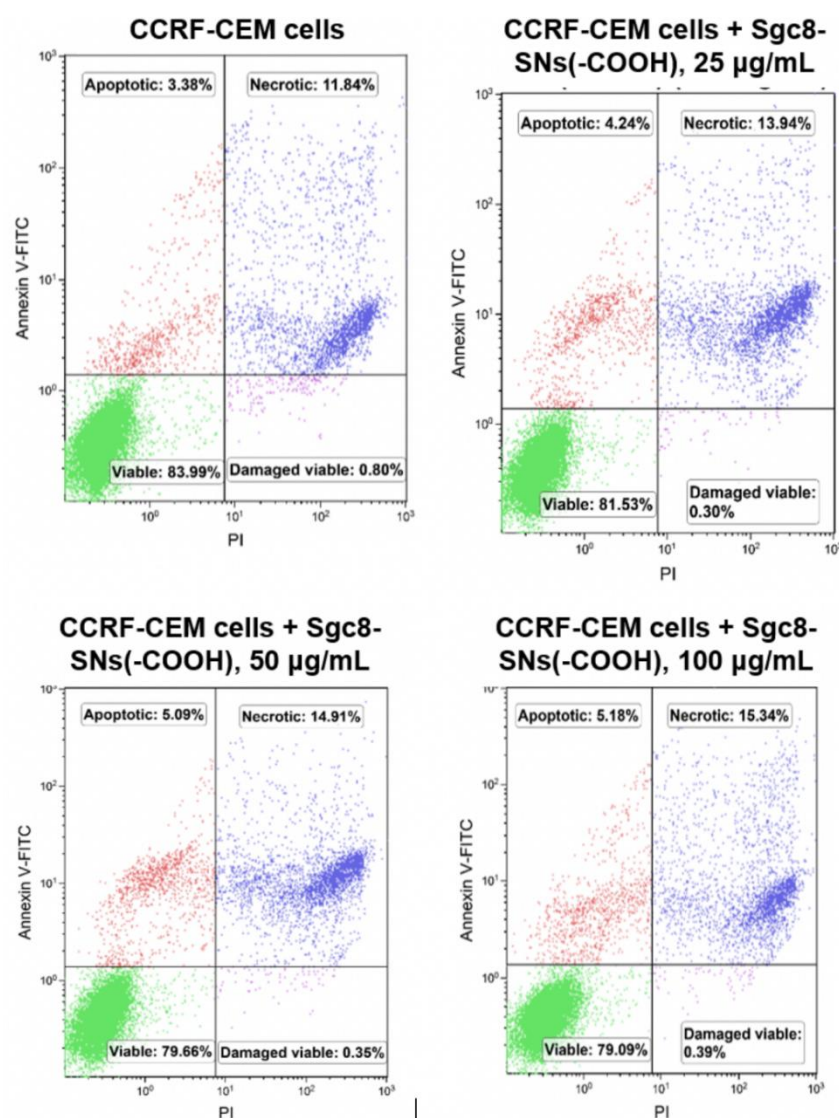 CCRF-CEM cells
10³
Apoptotic: 3.38%
Necrotic: 11.84%
10²
Annexin V-FITC
10¹
10⁰
Viable: 83.99%
Damaged viable: 0.80%
10⁰
10¹
10²
10³
PI
CCRF-CEM cells + Sgc8-
SNs(-COOH), 25 µg/mL
10³
Apoptotic: 4.24%
Necrotic: 13.94%
10²
Annexin V-FITC
10¹
10⁰
Damaged viable:
0.30%
Viable: 81.53%
10⁰
10¹
10²
10³
PI
CCRF-CEM cells + Sgc8-
SNs(-COOH), 50 µg/mL
10³
Apoptotic: 5.09%
Necrotic: 14.91%
10²
Annexin V-FITC
10¹
10⁰
Viable: 79.66%
Damaged viable: 0.35%
10⁰
10¹
10²
10³
PI
CCRF-CEM cells + Sgc8-
SNs(-COOH), 100 µg/mL
Apoptotic: 5.18%
Necrotic: 15.34%
10²
Annexin V-FITC
10¹
10⁰
Damaged viable:
0.39%
Viable: 79.09%
10⁰
10¹
10²
10³
PI